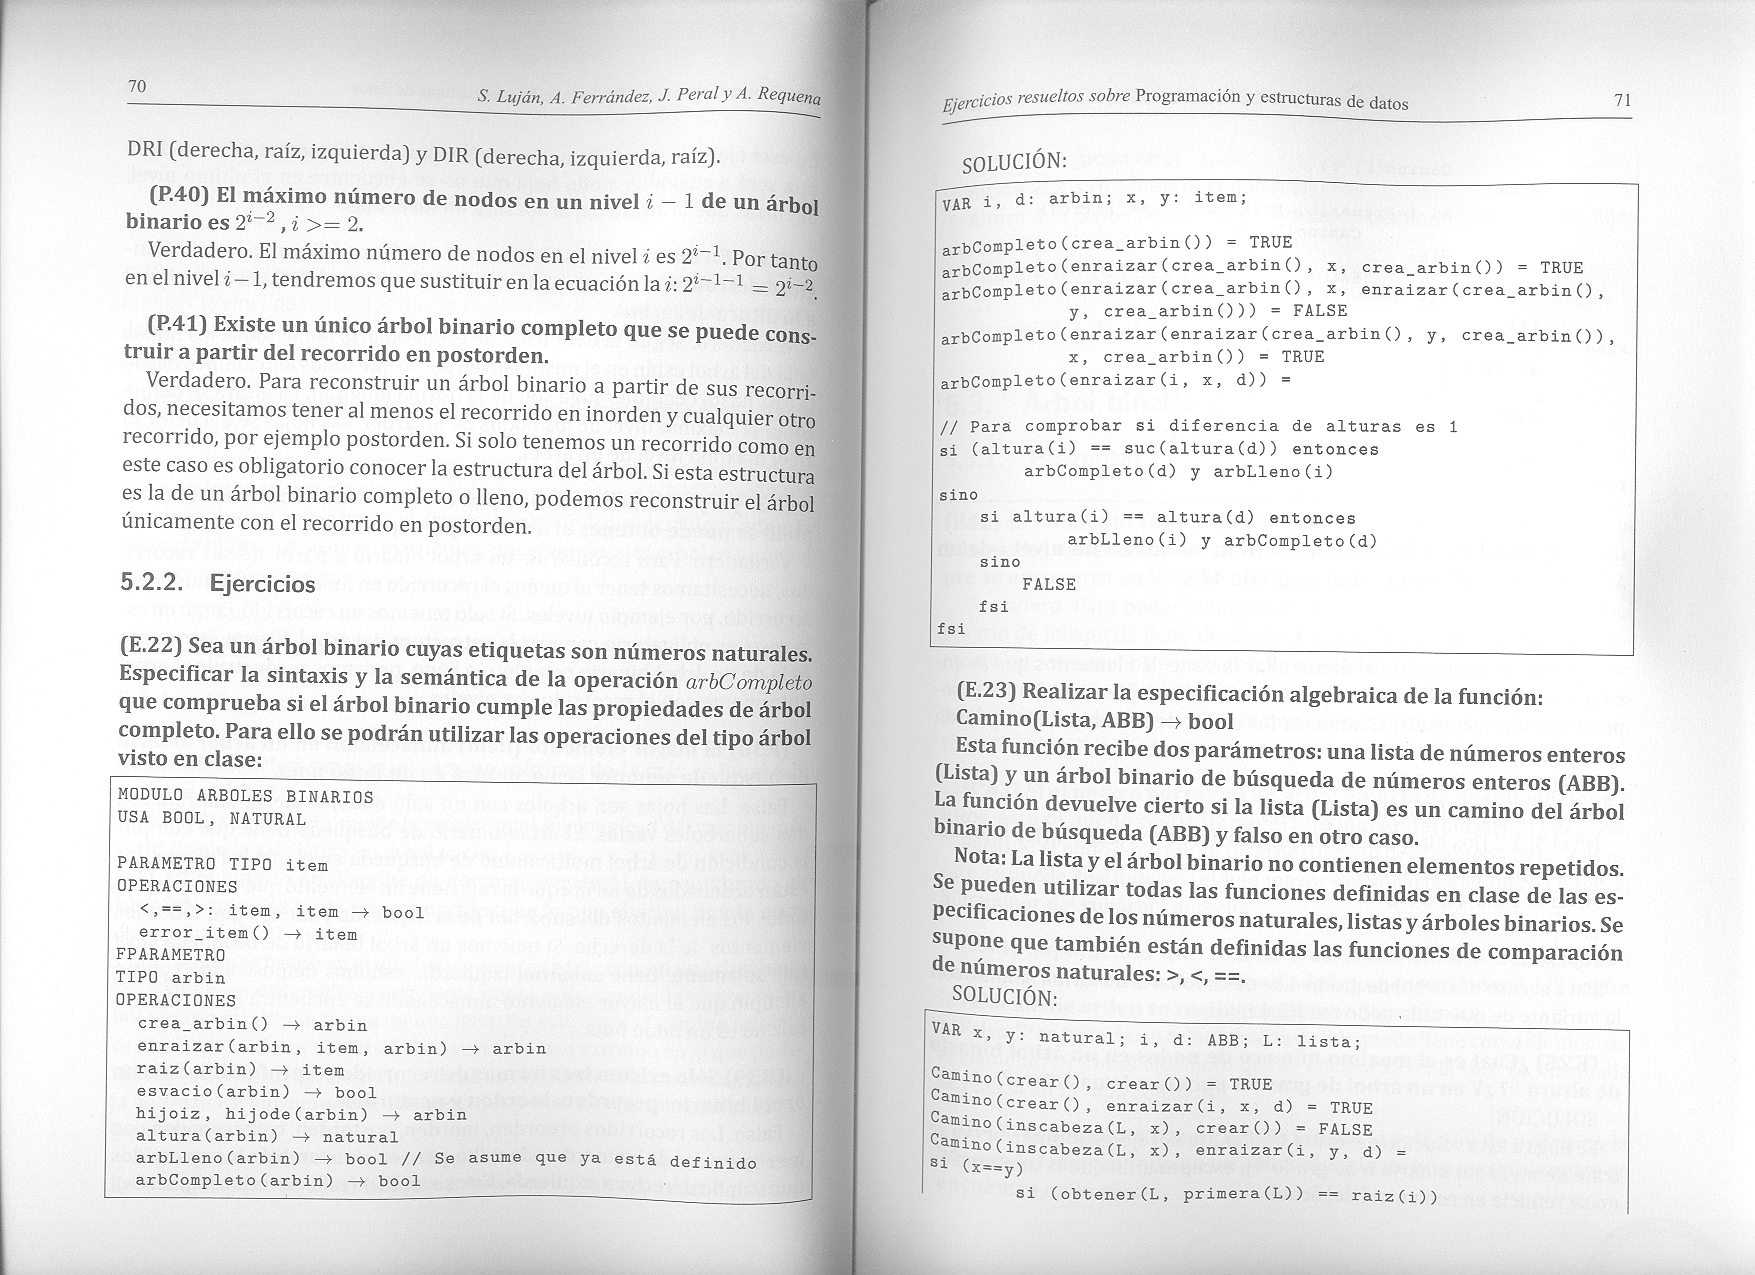 70
S. Luján, A. Ferrández, J. Peral y A. Requena
DRI (derecha, raíz, izquierda) y DIR (derecha, izquierda, raíz).
(P.40) El máximo número de nodos en un nivel i − 1 de un árbol
binario es 2^{i−2} , i >= 2.
Verdadero. El máximo número de nodos en el nivel i es 2^{i−1}. Por tanto
en el nivel i−1, tendremos que sustituir en la ecuación la i: 2^{i−1−1} = 2^{i−2}.
(P.41) Existe un único árbol binario completo que se puede cons-
truir a partir del recorrido en postorden.
Verdadero. Para reconstruir un árbol binario a partir de sus recorri-
dos, necesitamos tener al menos el recorrido en inorden y cualquier otro
recorrido, por ejemplo postorden. Si solo tenemos un recorrido como en
este caso es obligatorio conocer la estructura del árbol. Si esta estructura
es la de un árbol binario completo o lleno, podemos reconstruir el árbol
únicamente con el recorrido en postorden.
5.2.2. Ejercicios
(E.22) Sea un árbol binario cuyas etiquetas son números naturales.
Especificar la sintaxis y la semántica de la operación arbCompleto
que comprueba si el árbol binario cumple las propiedades de árbol
completo. Para ello se podrán utilizar las operaciones del tipo árbol
visto en clase:
MODULO ARBOLES BINARIOS
USA BOOL, NATURAL
PARAMETRO TIPO item
OPERACIONES
<,==,>: item, item → bool
error_item() → item
FPARAMETRO
TIPO arbin
OPERACIONES
crea_arbin() → arbin
enraizar(arbin, item, arbin) → arbin
raiz(arbin) → item
esvacio(arbin) → bool
hijoiz, hijode(arbin) → arbin
altura(arbin) → natural
arbLleno(arbin) → bool // Se asume que ya está definido
arbCompleto(arbin) → bool
Ejercicios resueltos sobre Programación y estructuras de datos
71
SOLUCIÓN:
VAR i, d: arbin; x, y: item;
arbCompleto(crea_arbin()) = TRUE
arbCompleto(enraizar(crea_arbin(), x, crea_arbin()) = TRUE
arbCompleto(enraizar(crea_arbin(), x, enraizar(crea_arbin(),
y, crea_arbin())) = FALSE
arbCompleto(enraizar(enraizar(crea_arbin(), y, crea_arbin()),
x, crea_arbin()) = TRUE
arbCompleto(enraizar(i, x, d)) =
// Para comprobar si diferencia de alturas es 1
si (altura(i) == suc(altura(d)) entonces
arbCompleto(d) y arbLleno(i)
sino
si altura(i) == altura(d) entonces
arbLleno(i) y arbCompleto(d)
sino
FALSE
fsi
fsi
(E.23) Realizar la especificación algebraica de la función:
Camino(Lista, ABB) → bool
Esta función recibe dos parámetros: una lista de números enteros
(Lista) y un árbol binario de búsqueda de números enteros (ABB).
La función devuelve cierto si la lista (Lista) es un camino del árbol
binario de búsqueda (ABB) y falso en otro caso.
Nota: La lista y el árbol binario no contienen elementos repetidos.
Se pueden utilizar todas las funciones definidas en clase de las es-
pecificaciones de los números naturales, listas y árboles binarios. Se
supone que también están definidas las funciones de comparación
de números naturales: >, <, ==.
SOLUCIÓN:
VAR x, y: natural; i, d: ABB; L: lista;
Camino(crear(), crear()) = TRUE
Camino(crear(), enraizar(i, x, d) = TRUE
Camino(inscabeza(L, x), crear()) = FALSE
Camino(inscabeza(L, x), enraizar(i, y, d) =
si (x==y)
si (obtener(L, primera(L)) == raiz(i))